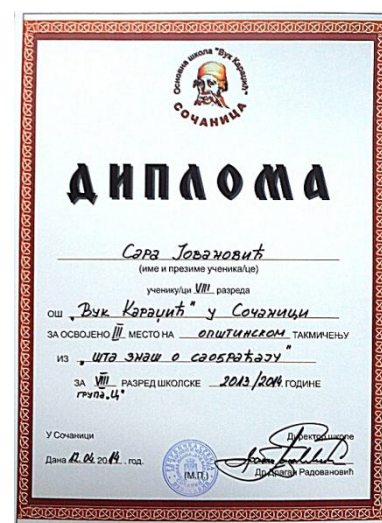 Основна школа "Вук Караџић"
СОЧАНИЦА
ДИПЛОМА
Сара Јовановић
(име и презиме ученика/це)
ученику/ци VIII разреда
ОШ „Вук Караџић" у Сочаници
ЗА ОСВОЈЕНО III МЕСТО НА општинском ТАКМИЧЕЊУ
ИЗ „шта знаш о саобраћају"
ЗА VIII РАЗРЕД ШКОЛСКЕ 2013/2014. ГОДИНЕ
група „Ц"
У Сочаници
Директор школе
Дана 12. 04. 2014. год.
(М.П.)
Др Драган Радовановић